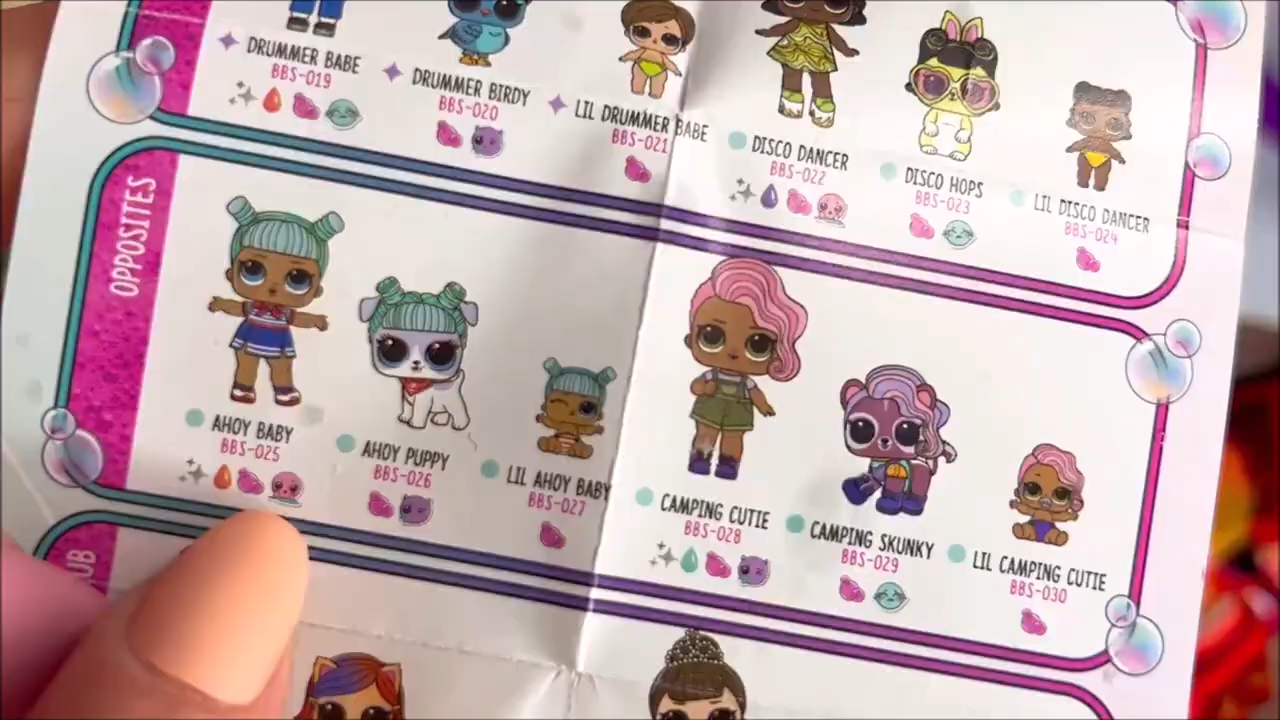 DRUMMER BABE
BBS-019
DRUMMER BIRDY
BBS-020
LIL DRUMMER BABE
BBS-021
DISCO DANCER
BBS-022
DISCO HOPS
BBS-023
LIL DISCO DANCER
BBS-024
OPPOSITES
AHOY BABY
BBS-025
AHOY PUPPY
BBS-026
LIL AHOY BABY
BBS-027
CAMPING CUTIE
BBS-028
CAMPING SKUNKY
BBS-029
LIL CAMPING CUTIE
BBS-030